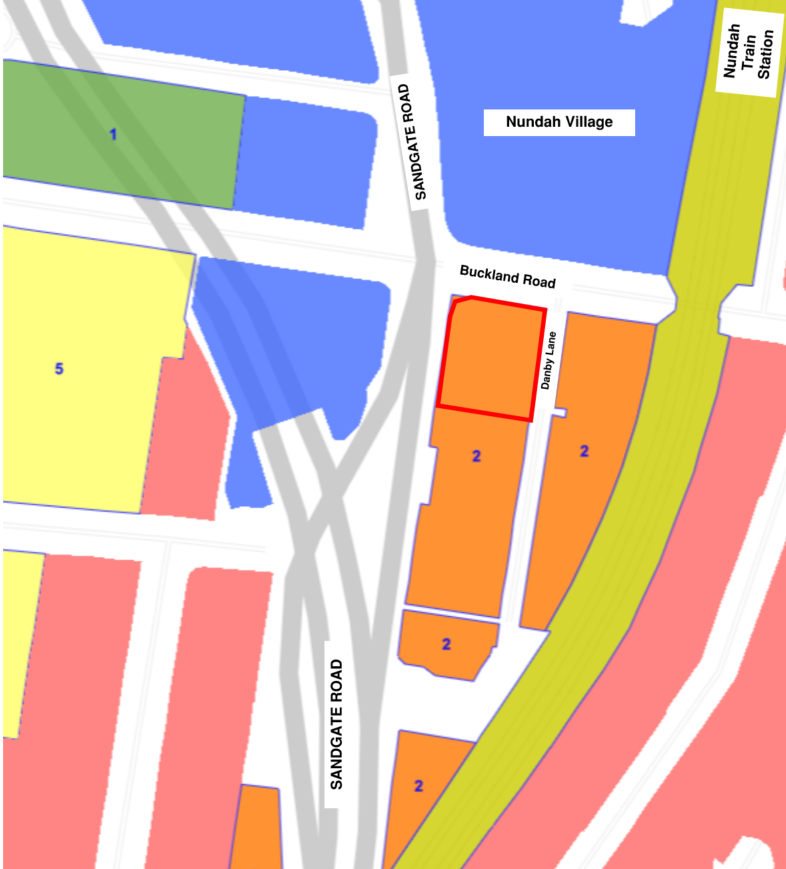 Nundah
Train
Station
SANDGATE ROAD
Nundah Village
1
Buckland Road
Danby Lane
5
2
2
2
SANDGATE ROAD
2